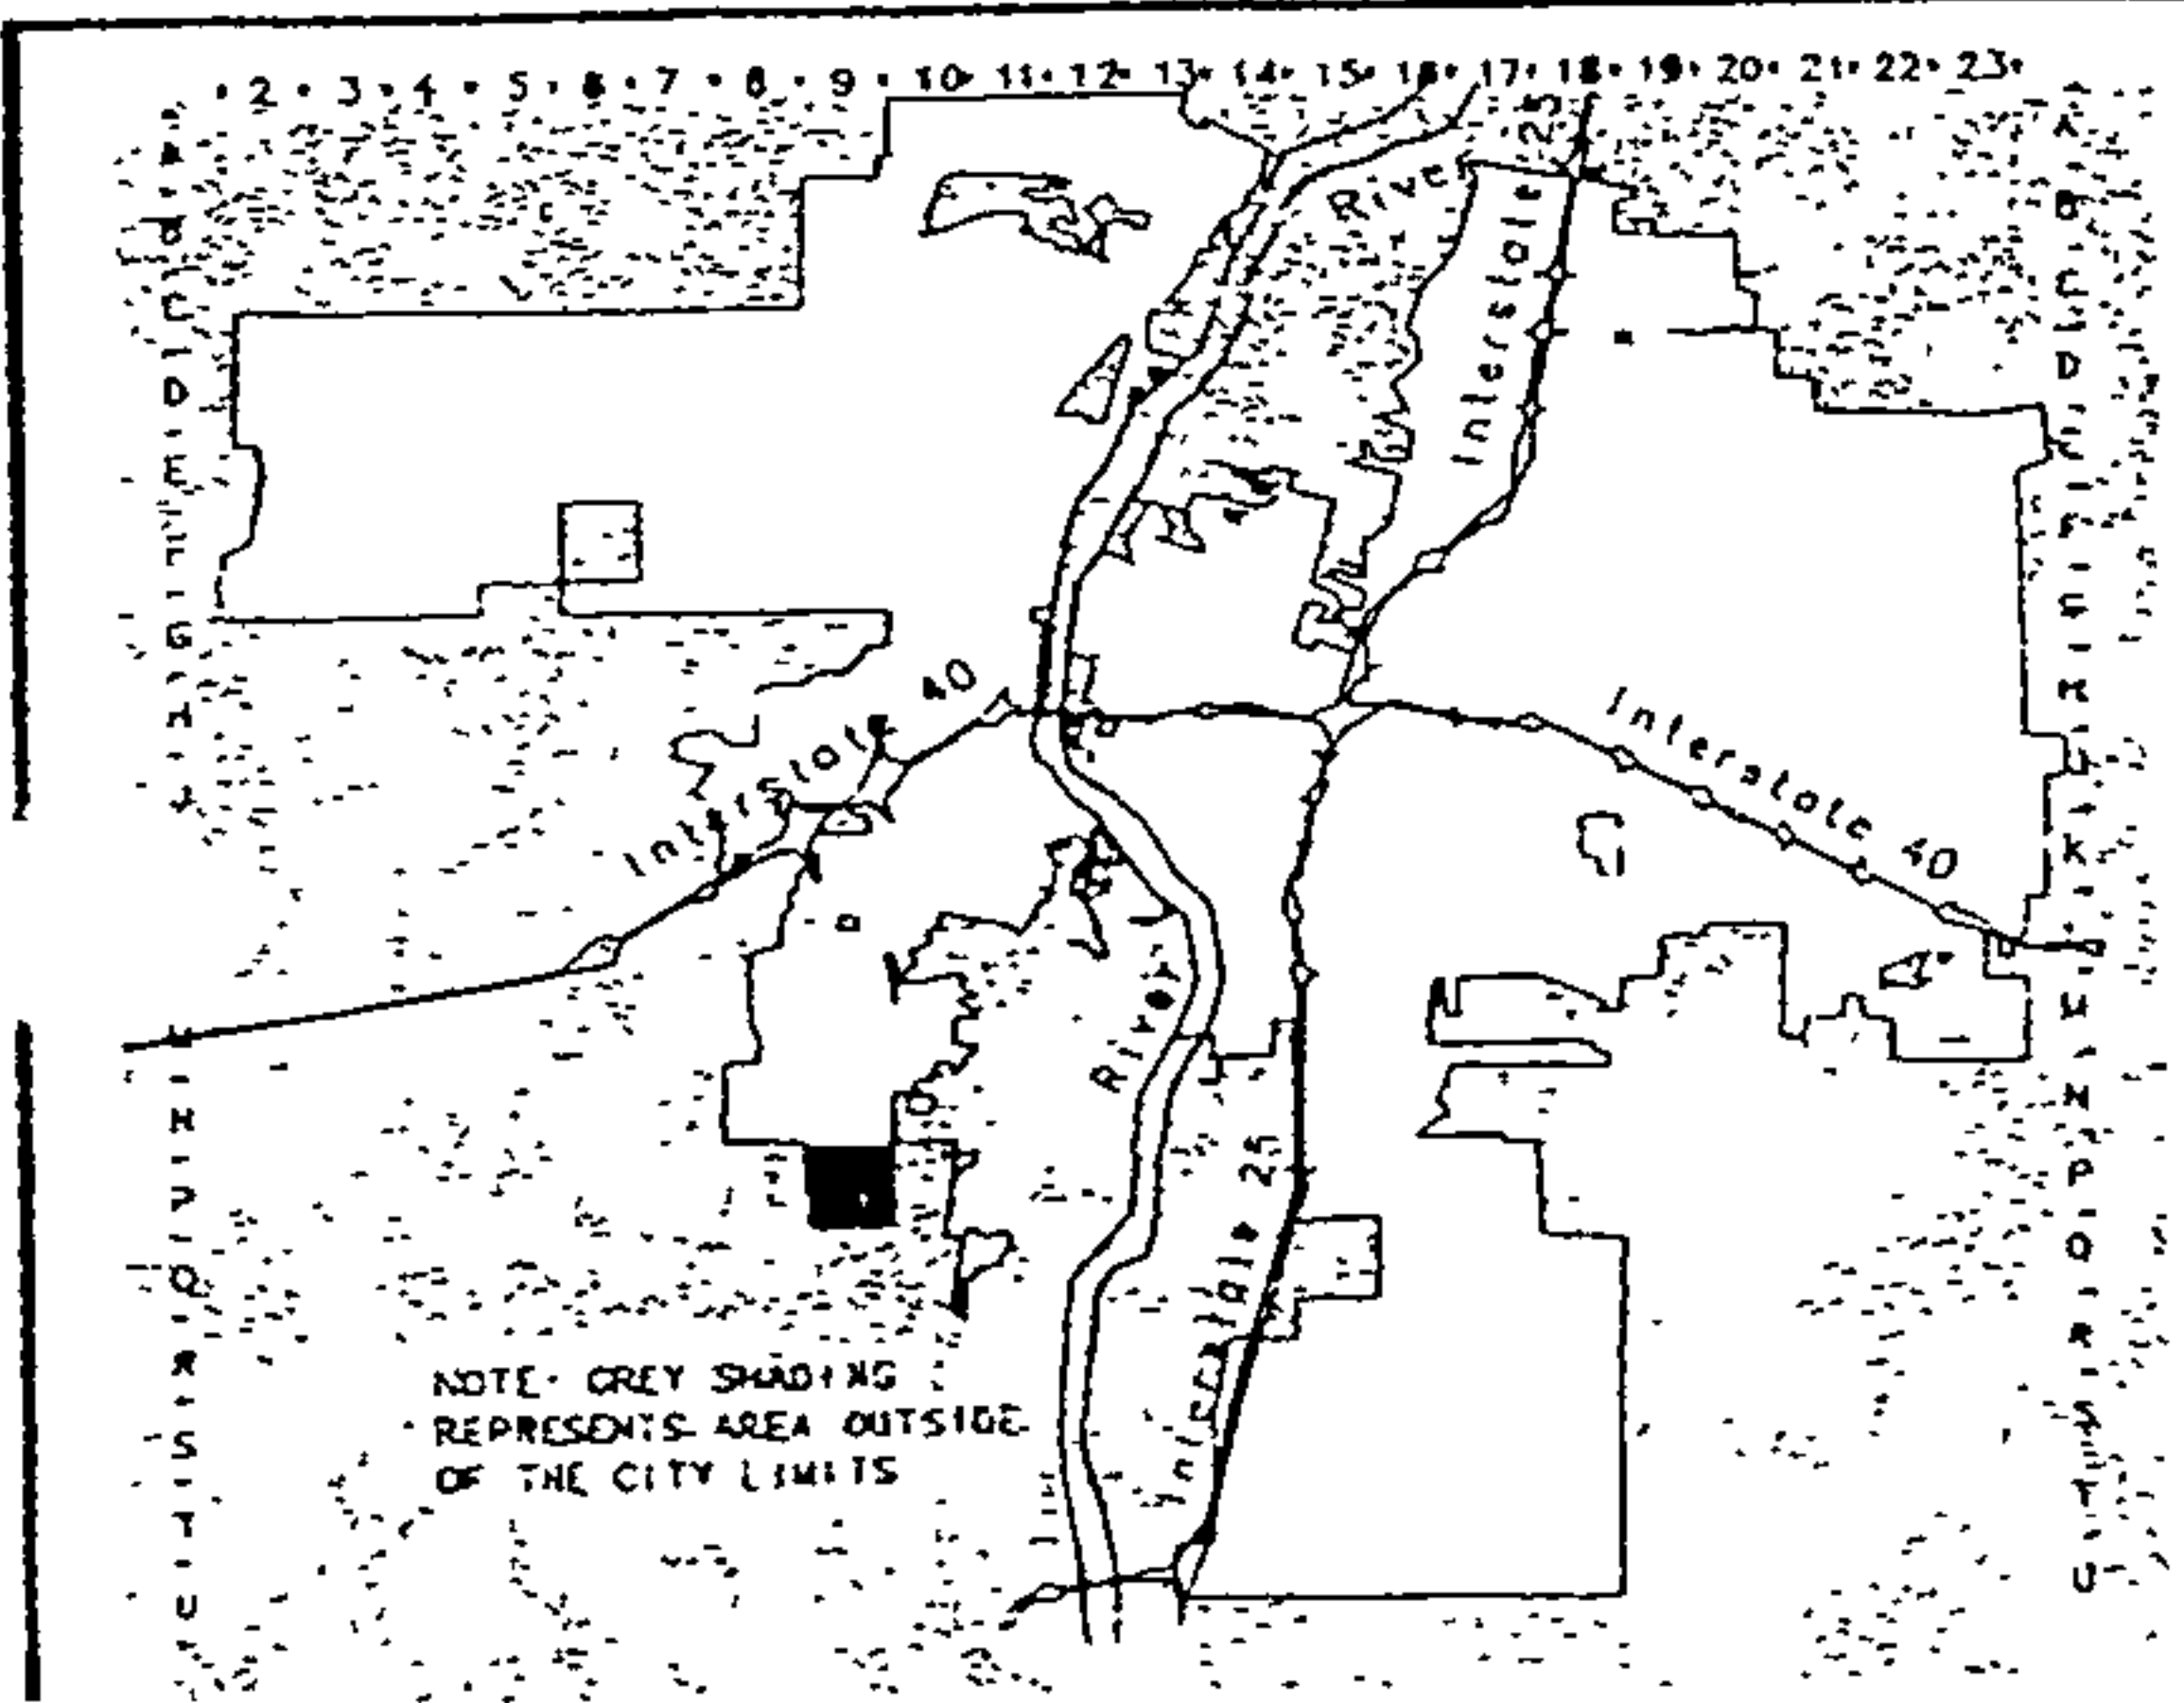 2 · 3 · 4 · 5 · 6 · 7 · 8 · 9 · 10 · 11 · 12 · 13 · 14 · 15 · 16 · 17 · 18 · 19 · 20 · 21 · 22 · 23 ·
A
B
C
D
E
F
G
H
J
M
N
P
Q
R
S
T
U
A
B
C
D
E
F
G
H
J
K
M
N
P
Q
R
S
T
U
River
Interstate 25
Interstate 40
Interstate 40
River
Interstate 25
NOTE: GREY SHADING
REPRESENTS AREA OUTSIDE
OF THE CITY LIMITS